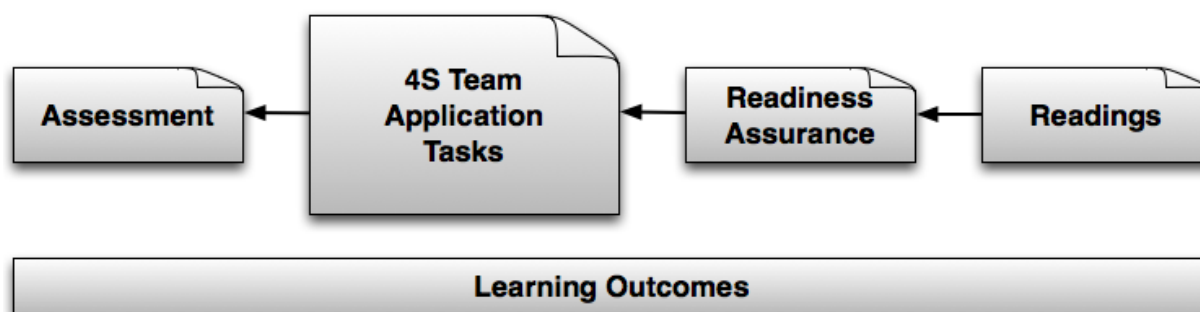 Assessment
4S Team
Application
Tasks
Readiness
Assurance
Readings
Learning Outcomes